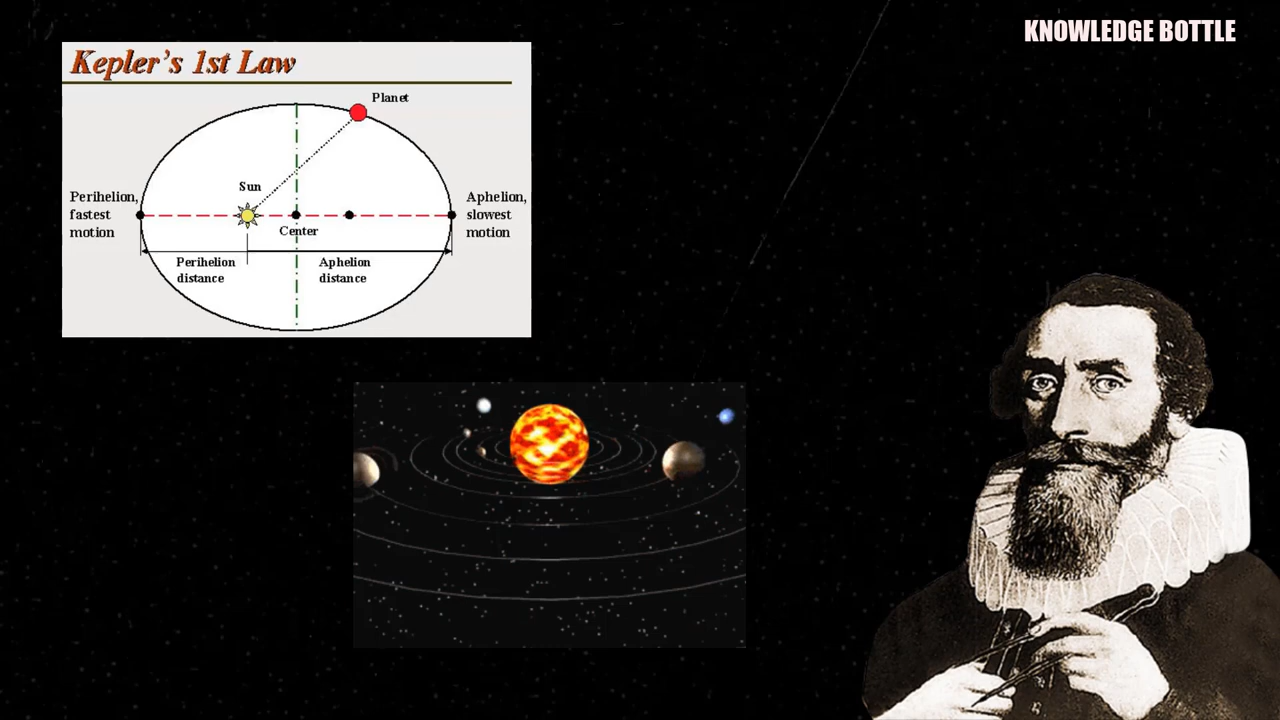 KNOWLEDGE BOTTLE
Kepler's 1st Law
Planet
Sun
Perihelion,
fastest
motion
Aphelion,
slowest
motion
Center
Perihelion
distance
Aphelion
distance